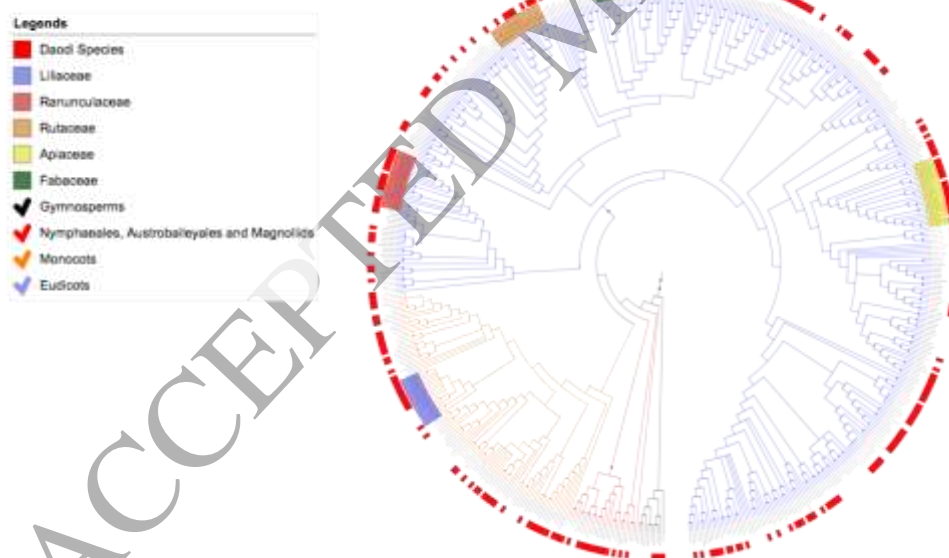 Legends
Daodi Species
Liliaceae
Ranunculaceae
Rutaceae
Apiaceae
Fabaceae
Gymnosperms
Nymphaeales, Austrobaileyales and Magnoliids
Monocots
Eudicots
ACCEPTED M